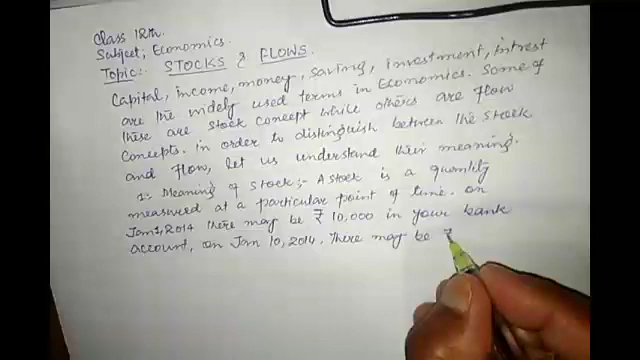 Class 12th.
Subject; Economics.
Topic:- STOCKS & FLOWS.
Capital, income, money, saving, investment, intrest
are the widely used terms in Economics. Some of
these are stock concept while others are flow
concepts. In order to distinguish between the stock
and flow, let us understand their meaning.
1:- Meaning of Stock:- A stock is a quantity
measured at a particular point of time. on
Jan 1, 2014 there may be ₹ 10,000 in your bank
account, on Jan 10, 2014. There may be ₹